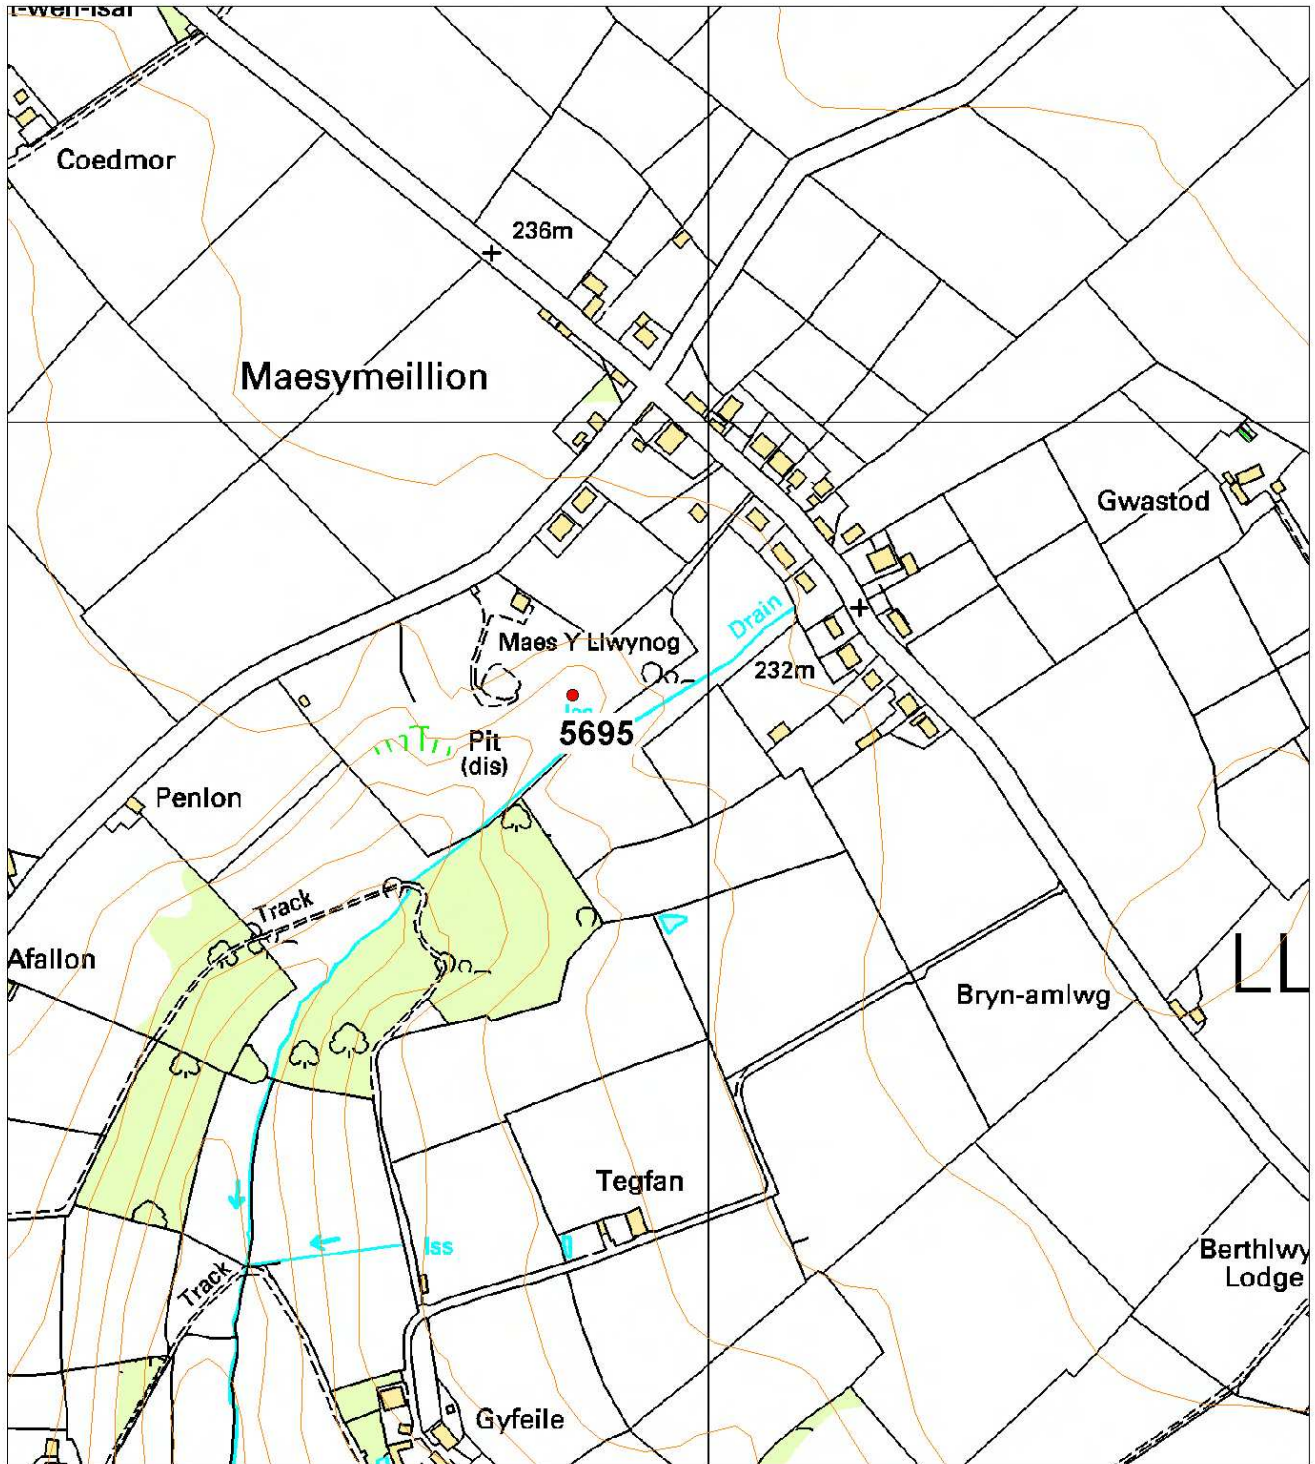 Coedmor
236m
Maesymeillion
Gwastod
Drain
Maes Y Llwynog
232m
5695
Pit
(dis)
Penlon
Track
Afallon
LL
Bryn-amlwg
Tegfan
Iss
Berthlwy
Lodge
Track
Gyfeile